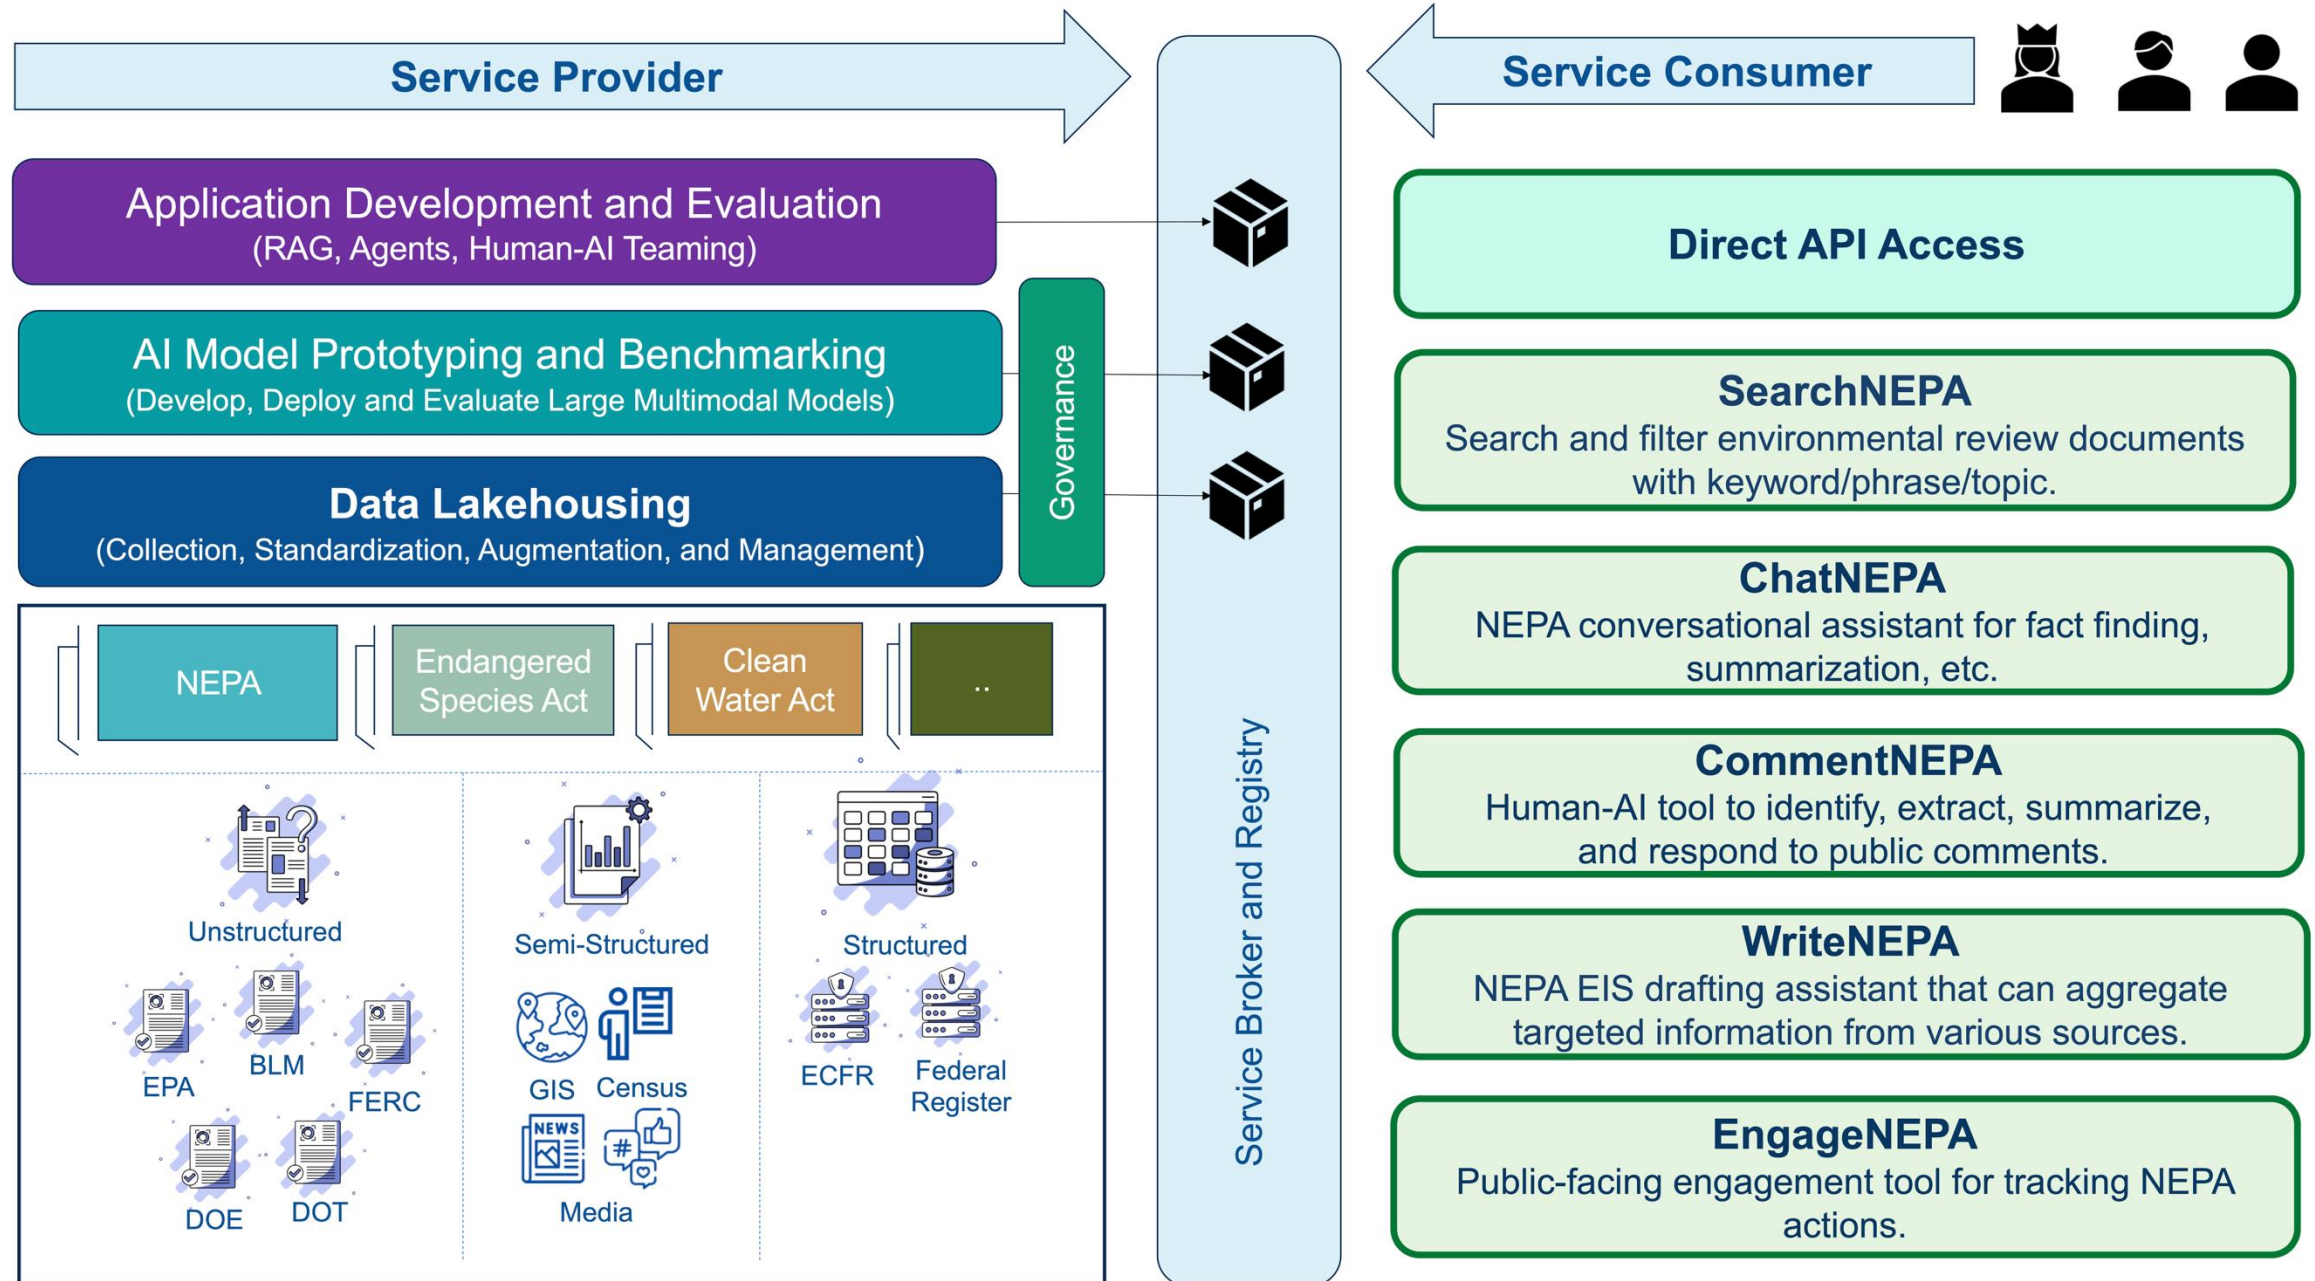 Service Provider
Service Consumer
Application Development and Evaluation
(RAG, Agents, Human-AI Teaming)
AI Model Prototyping and Benchmarking
(Develop, Deploy and Evaluate Large Multimodal Models)
Data Lakehousing
(Collection, Standardization, Augmentation, and Management)
Governance
NEPA
Endangered
Species Act
Clean
Water Act
..
Unstructured
EPA
BLM
FERC
DOE
DOT
Semi-Structured
GIS
Census
NEWS
#
Media
Structured
ECFR
Federal
Register
Service Broker and Registry
Direct API Access
SearchNEPA
Search and filter environmental review documents
with keyword/phrase/topic.
ChatNEPA
NEPA conversational assistant for fact finding,
summarization, etc.
CommentNEPA
Human-AI tool to identify, extract, summarize,
and respond to public comments.
WriteNEPA
NEPA EIS drafting assistant that can aggregate
targeted information from various sources.
EngageNEPA
Public-facing engagement tool for tracking NEPA
actions.